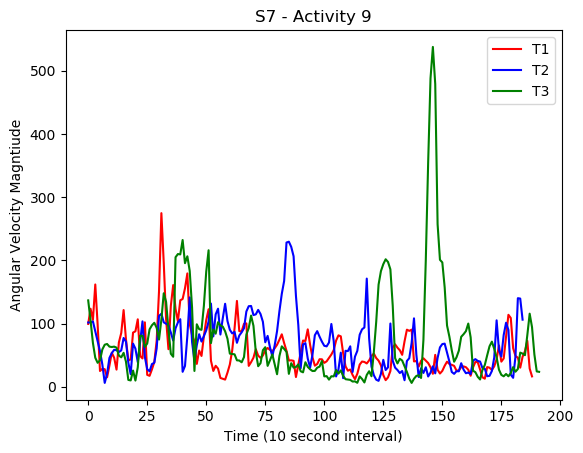 S7 - Activity 9
T1
T2
T3
Angular Velocity Magntiude
500
400
300
200
100
0
0 25 50 75 100 125 150 175 200
Time (10 second interval)